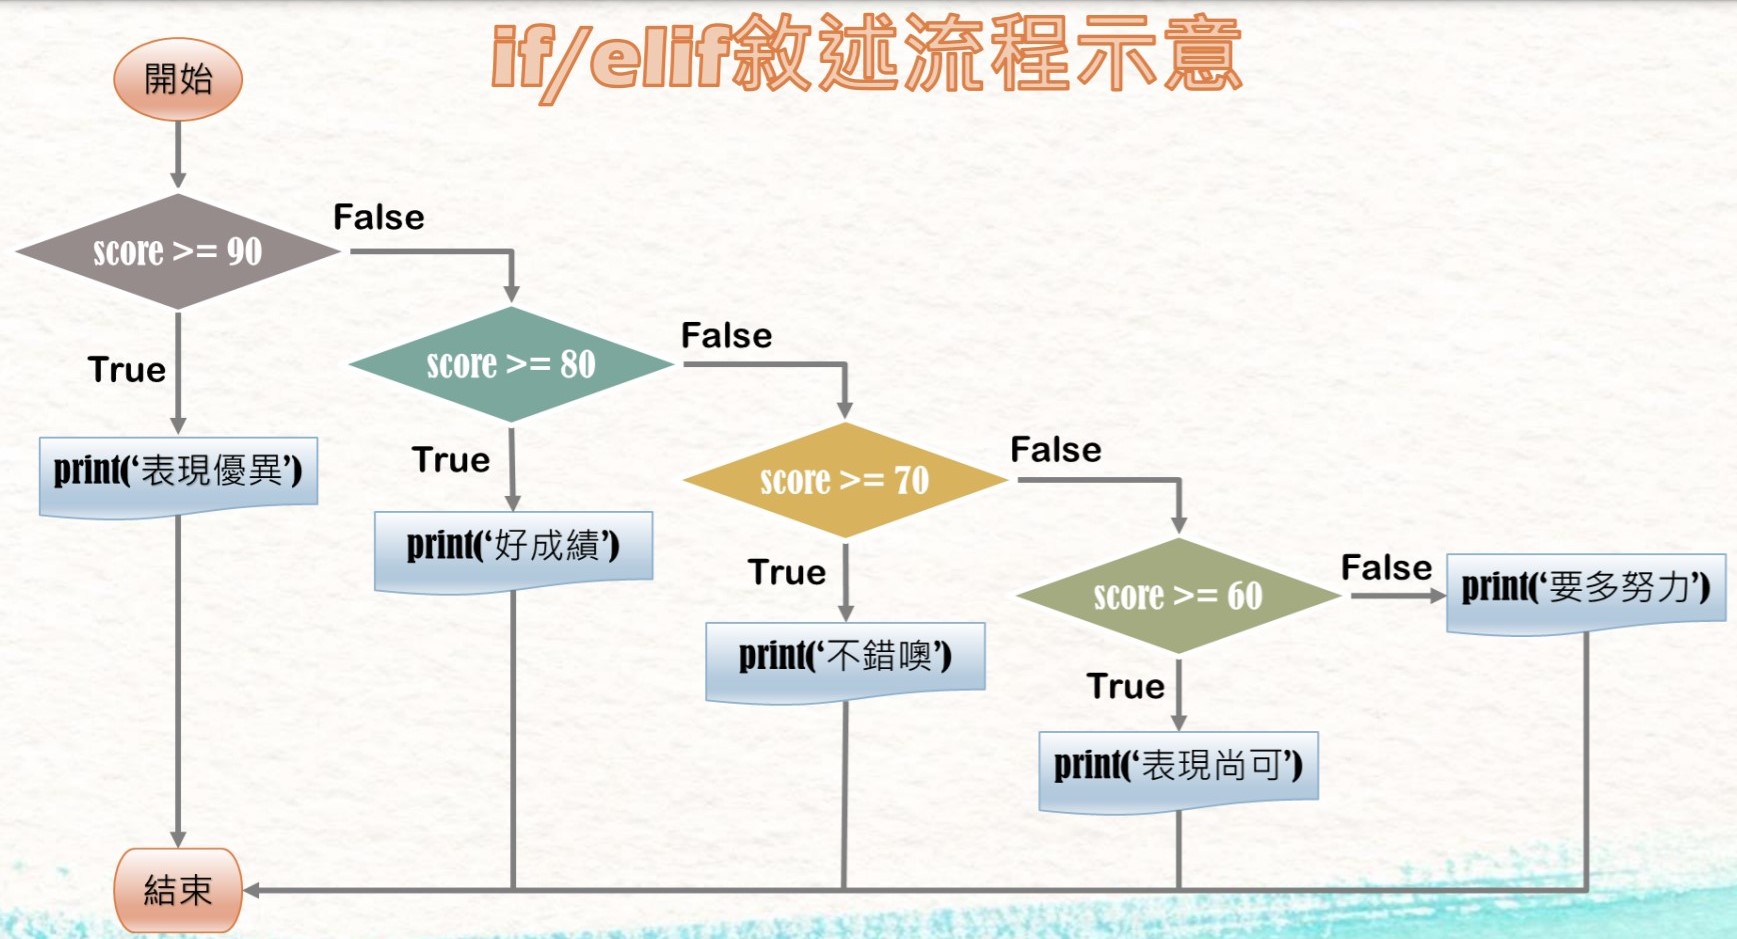 if/elif敘述流程示意
開始
score >= 90
False
True
print(‘表現優異’)
score >= 80
False
True
print(‘好成績’)
score >= 70
False
True
print(‘不錯噢’)
score >= 60
False
True
print(‘表現尚可’)
print(‘要多努力’)
結束